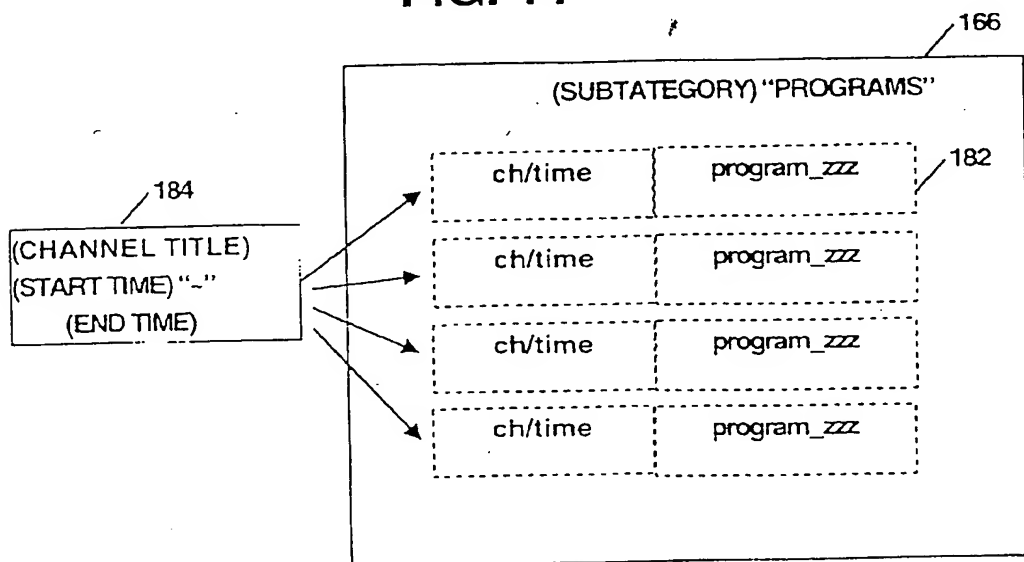 166
(SUBTATEGORY) "PROGRAMS"
ch/time program_zzz
182
184
(CHANNEL TITLE)
(START TIME) "~"
(END TIME)
ch/time program_zzz
ch/time program_zzz
ch/time program_zzz